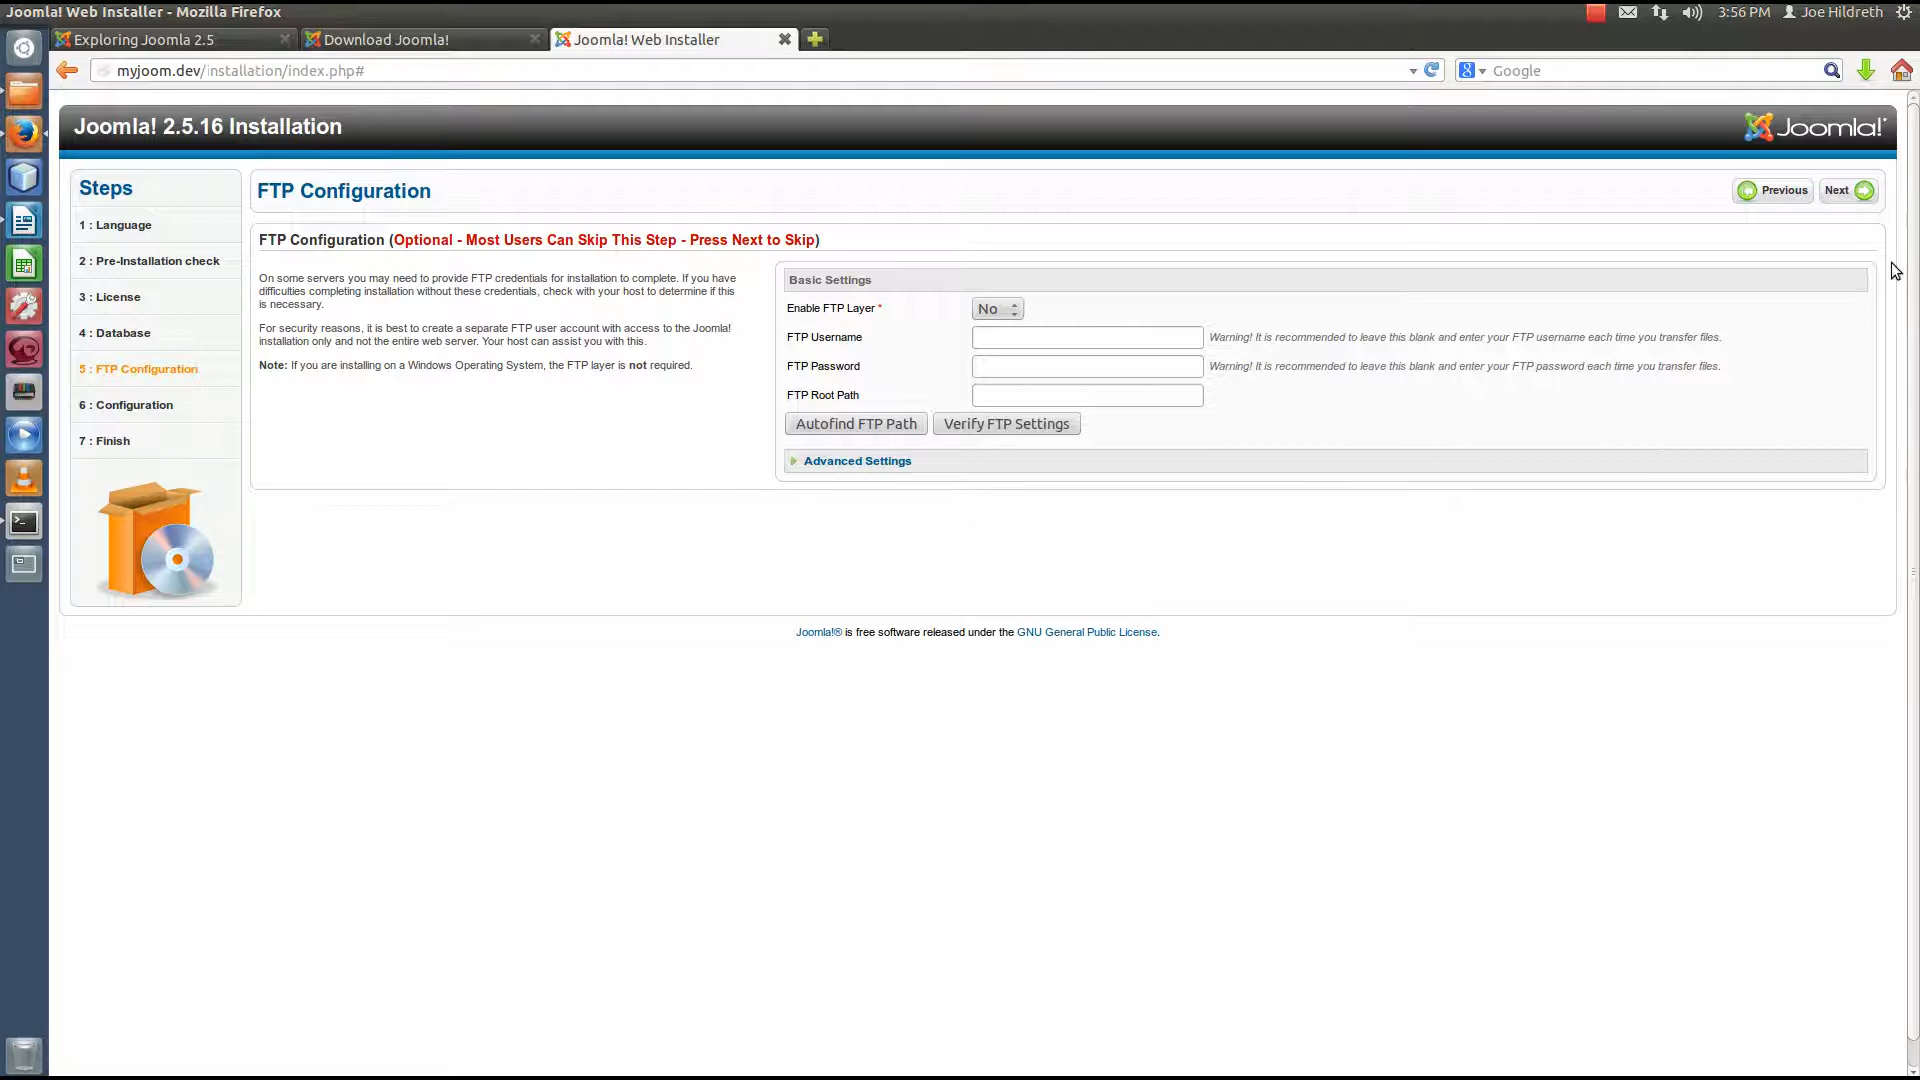 Joomla! Web Installer - Mozilla Firefox
3:56 PM Joe Hildreth
Exploring Joomla 2.5
Download Joomla!
Joomla! Web Installer
myjoom.dev/installation/index.php#
Google
Joomla! 2.5.16 Installation
Joomla!
Steps
1 : Language
2 : Pre-Installation check
3 : License
4 : Database
5 : FTP Configuration
6 : Configuration
7 : Finish
FTP Configuration
Previous
Next
FTP Configuration (Optional - Most Users Can Skip This Step - Press Next to Skip)
On some servers you may need to provide FTP credentials for installation to complete. If you have
difficulties completing installation without these credentials, check with your host to determine if this
is necessary.
For security reasons, it is best to create a separate FTP user account with access to the Joomla!
installation only and not the entire web server. Your host can assist you with this.
Note: If you are installing on a Windows Operating System, the FTP layer is not required.
Basic Settings
Enable FTP Layer * No
FTP Username Warning! It is recommended to leave this blank and enter your FTP username each time you transfer files.
FTP Password Warning! It is recommended to leave this blank and enter your FTP password each time you transfer files.
FTP Root Path
Autofind FTP Path Verify FTP Settings
Advanced Settings
Joomla!® is free software released under the GNU General Public License.